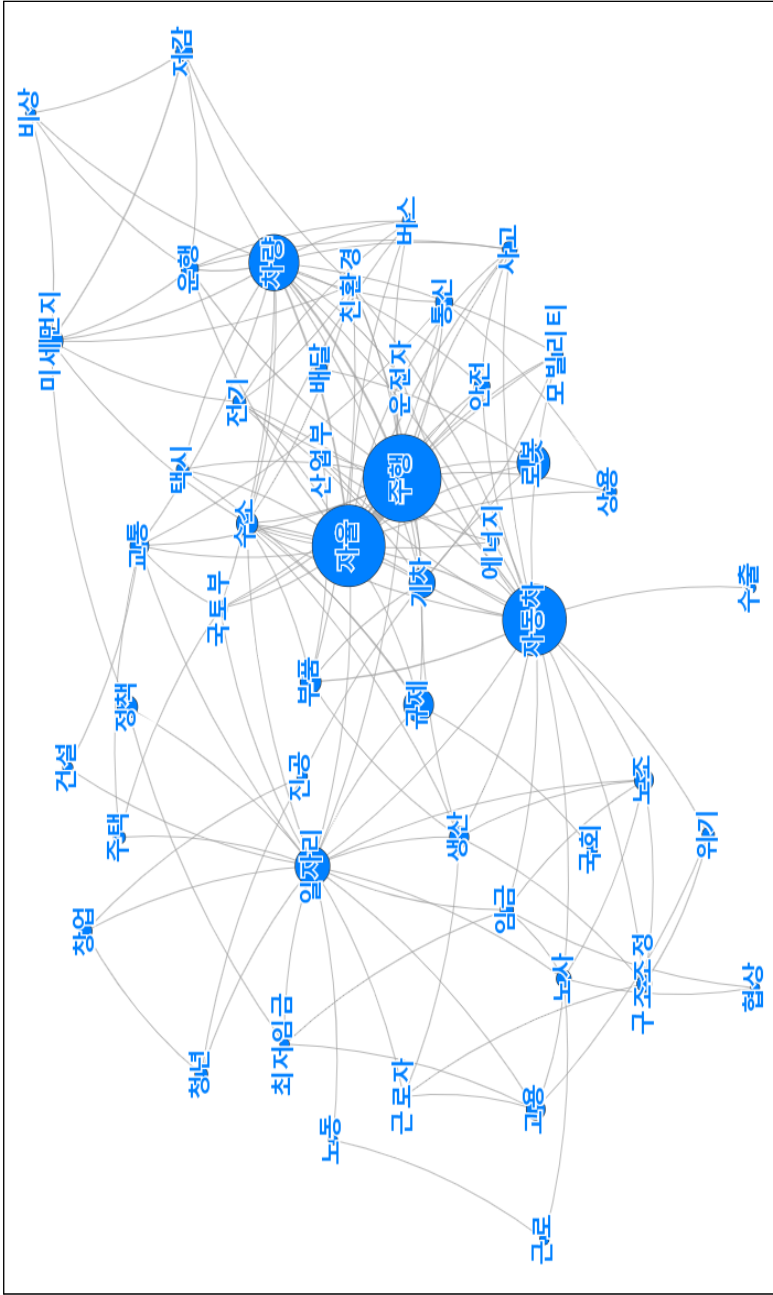 저감
비상
버스
사고
차량
운행
친환경
통신
미세먼지
모빌리티
배달
운전자
안전
전기
산업부
택시
로봇
주행
상용
수소
교통
자율
에너지
기차
수출
국토부
자동차
부품
규제
정책
건설
진공
노조
주택
생산
국회
위기
일자리
임금
창업
노사
구조조정
협상
최저임금
청년
근로자
고용
노동
근로